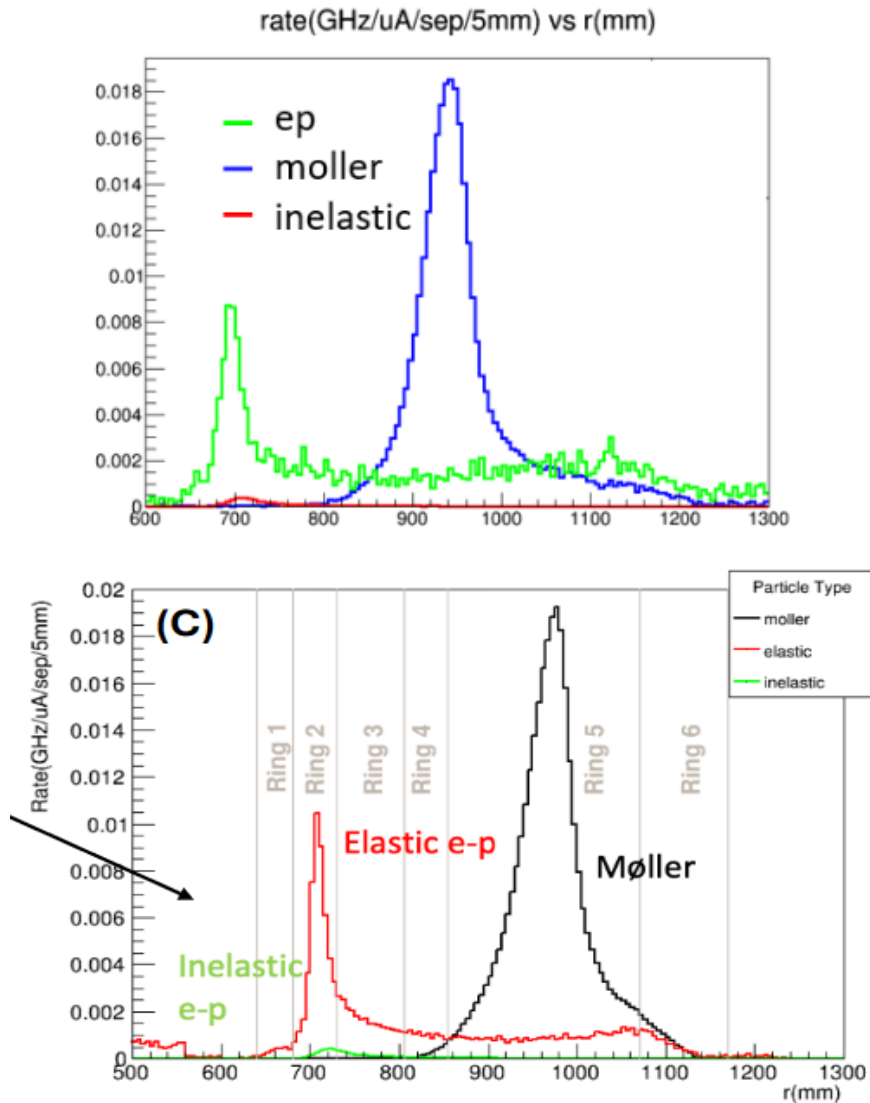 rate(GHz/uA/sep/5mm) vs r(mm)
0.018
0.016
0.014
0.012
0.01
0.008
0.006
0.004
0.002
0
ep
moller
inelastic
600 700 800 900 1000 1100 1200 1300
(C)
Rate(GHz/uA/sep/5mm)
0.02
0.018
0.016
0.014
0.012
0.01
0.008
0.006
0.004
0.002
0
Particle Type
moller
elastic
inelastic
Ring 1
Ring 2
Ring 3
Ring 4
Ring 5
Ring 6
Elastic e-p
Møller
Inelastic
e-p
500 600 700 800 900 1000 1100 1200 1300
r(mm)